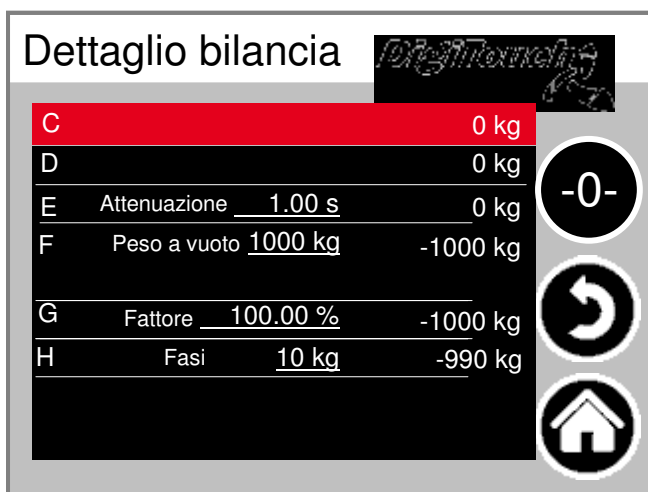 Dettaglio bilancia DigiTouch
C 0 kg
D 0 kg
-0-
E Attenuazione 1.00 s 0 kg
F Peso a vuoto 1000 kg -1000 kg
G Fattore 100.00 % -1000 kg
H Fasi 10 kg -990 kg